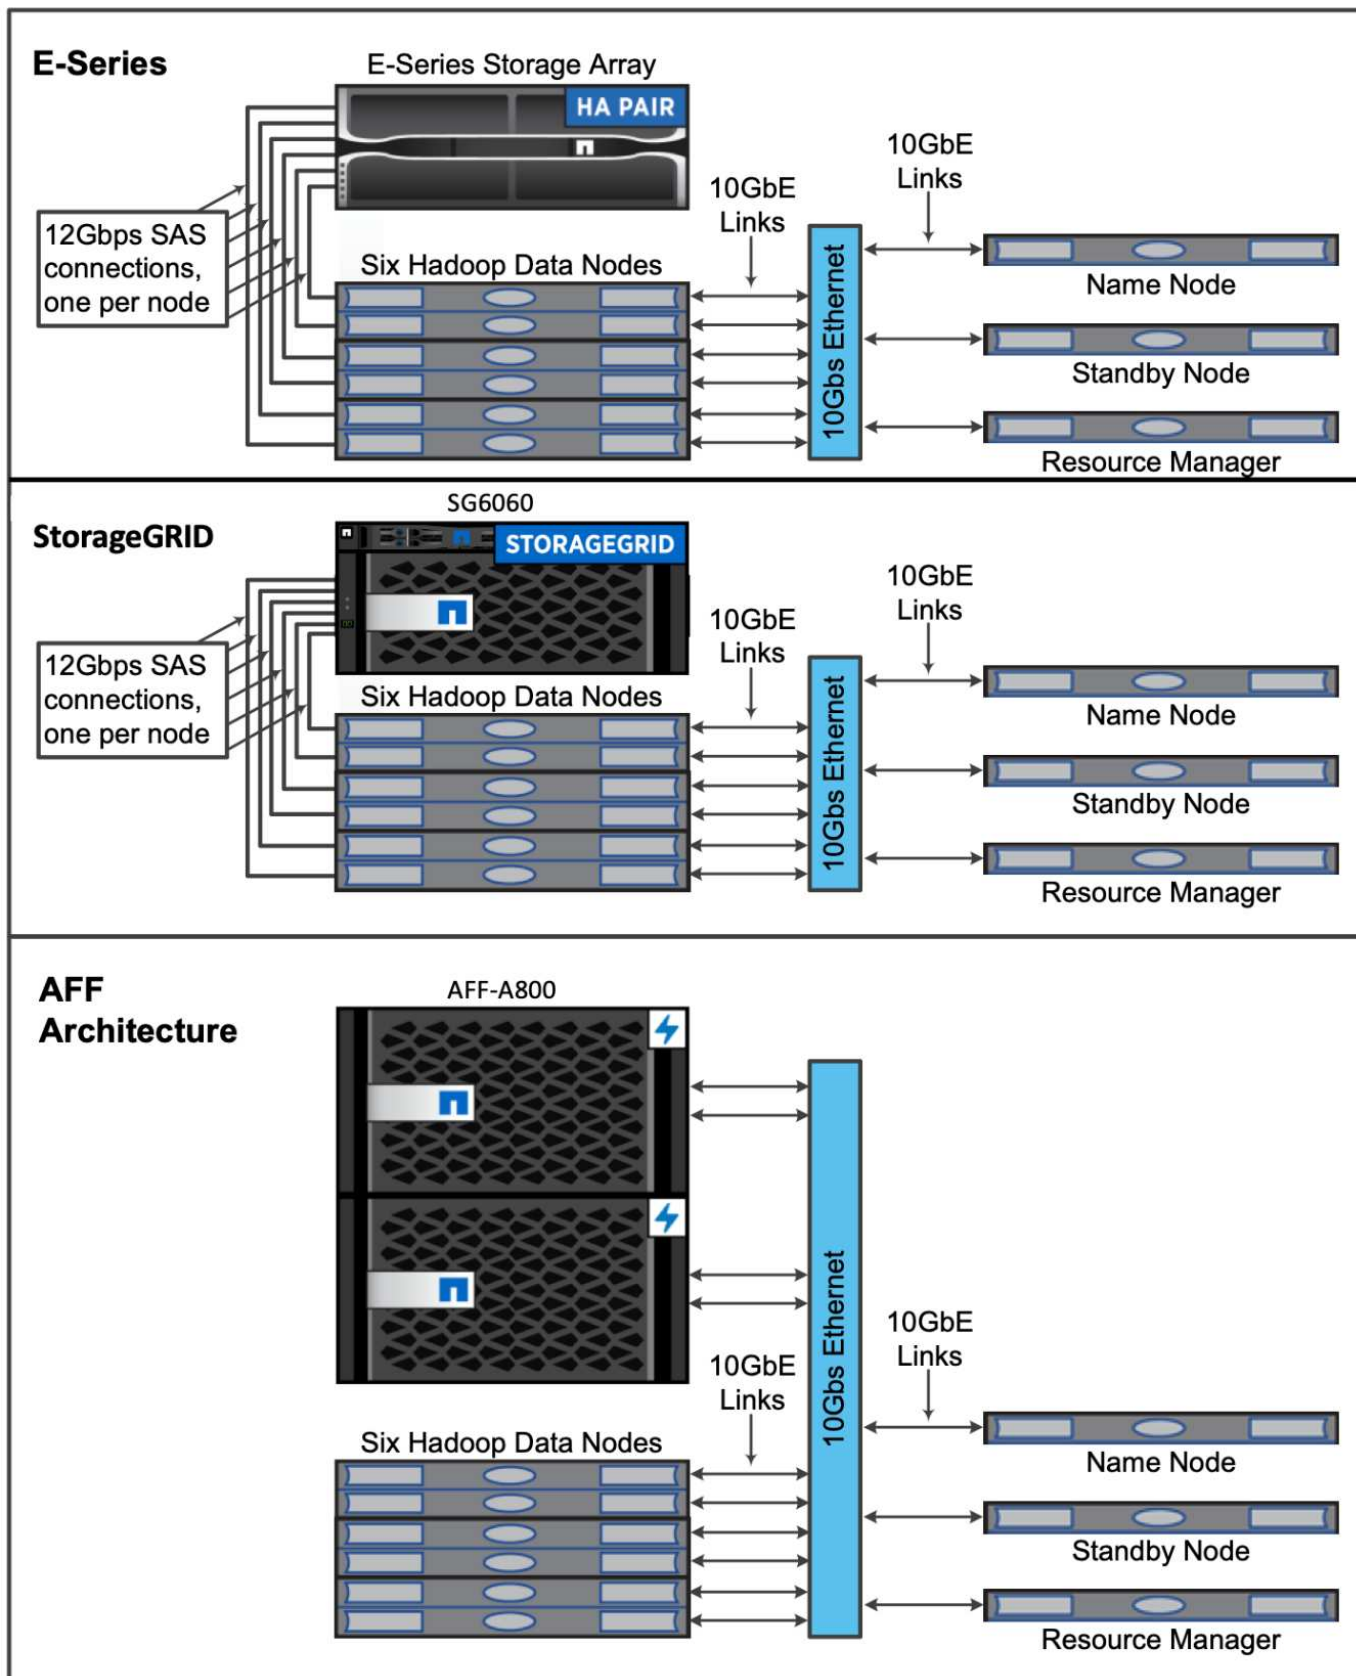 E-Series
E-Series Storage Array
HA PAIR
10GbE
Links
10GbE
Links
12Gbps SAS
connections,
one per node
Six Hadoop Data Nodes
10Gbs Ethernet
Name Node
Standby Node
Resource Manager
StorageGRID
SG6060
STORAGEGRID
10GbE
Links
10GbE
Links
12Gbps SAS
connections,
one per node
Six Hadoop Data Nodes
10Gbs Ethernet
Name Node
Standby Node
Resource Manager
AFF
Architecture
AFF-A800
10Gbs Ethernet
10GbE
Links
10GbE
Links
Six Hadoop Data Nodes
Name Node
Standby Node
Resource Manager